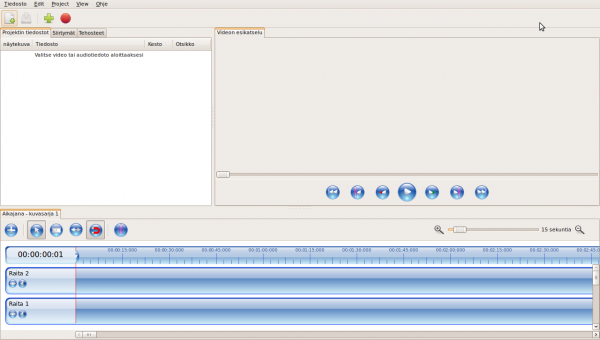 Tiedosto Edit Project View Ohje
Projektin tiedostot Siirtymät Tehosteet
näytekuva Tiedosto Kesto Otsikko
Valitse video tai audiotiedoto aloittaaksesi
Videon esikatselu
Aikajana - kuvasarja 1
15 sekuntia
00:00:00:01
00:00:15:000 00:00:30:000 00:00:45:000 00:01:00:000 00:01:15:000 00:01:30:000 00:01:45:000 00:02:00:000 00:02:15:000 00:02:30:000 00:02:45:0
Raita 2
Raita 1